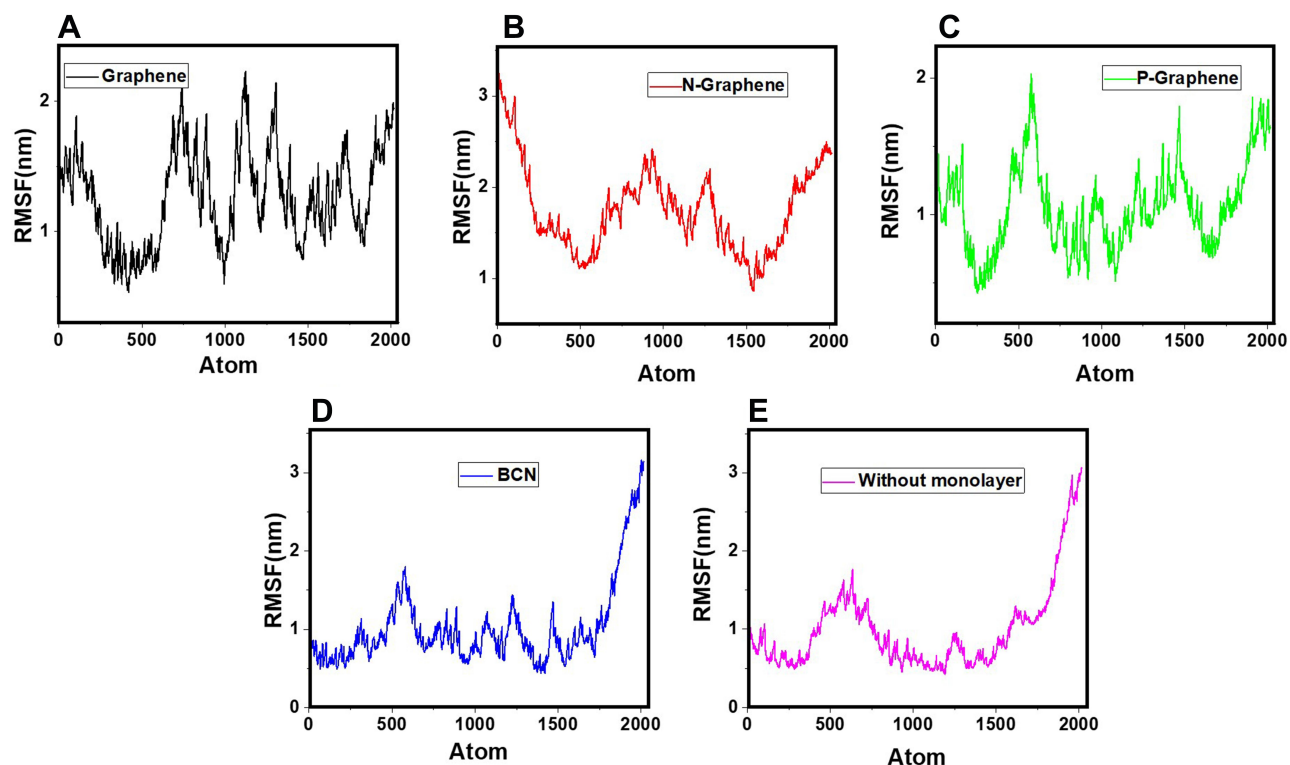 A
Graphene
RMSF(nm)
2
1
0 500 1000 1500 2000
Atom
B
N-Graphene
RMSF(nm)
3
2
1
0 500 1000 1500 2000
Atom
C
P-Graphene
RMSF(nm)
2
1
0 500 1000 1500 2000
Atom
D
BCN
RMSF(nm)
3
2
1
0
0 500 1000 1500 2000
Atom
E
Without monolayer
RMSF(nm)
3
2
1
0
0 500 1000 1500 2000
Atom